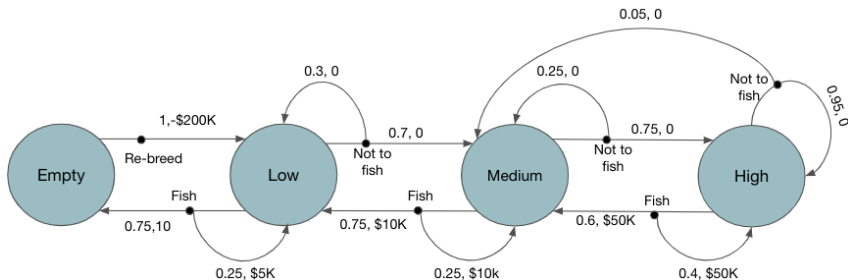 0.05, 0
0.3, 0
0.25, 0
Not to
fish
0.95, 0
1,-$200K
0.7, 0
0.75, 0
Re-breed
Not to
fish
Not to
fish
Empty
Low
Medium
High
Fish
Fish
Fish
0.75,10
0.75, $10K
0.6, $50K
0.25, $5K
0.25, $10k
0.4, $50K